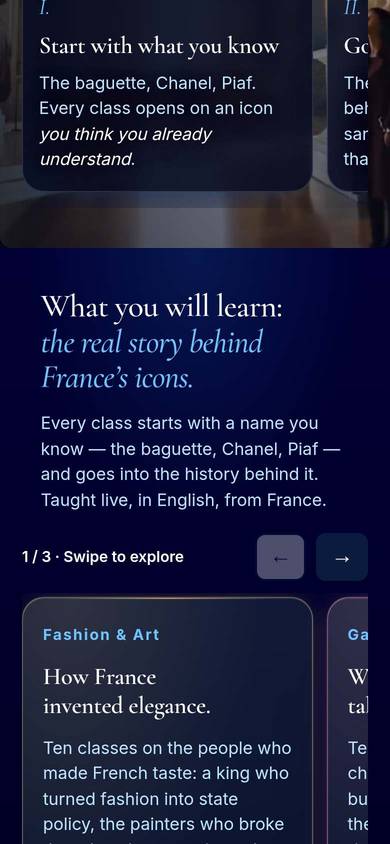 I.
Start with what you know
The baguette, Chanel, Piaf.
Every class opens on an icon
you think you already
understand.
II.
What you will learn:
the real story behind
France's icons.
Every class starts with a name you
know — the baguette, Chanel, Piaf —
and goes into the history behind it.
Taught live, in English, from France.
1 / 3 · Swipe to explore
← →
Fashion & Art
How France
invented elegance.
Ten classes on the people who
made French taste: a king who
turned fashion into state
policy, the painters who broke